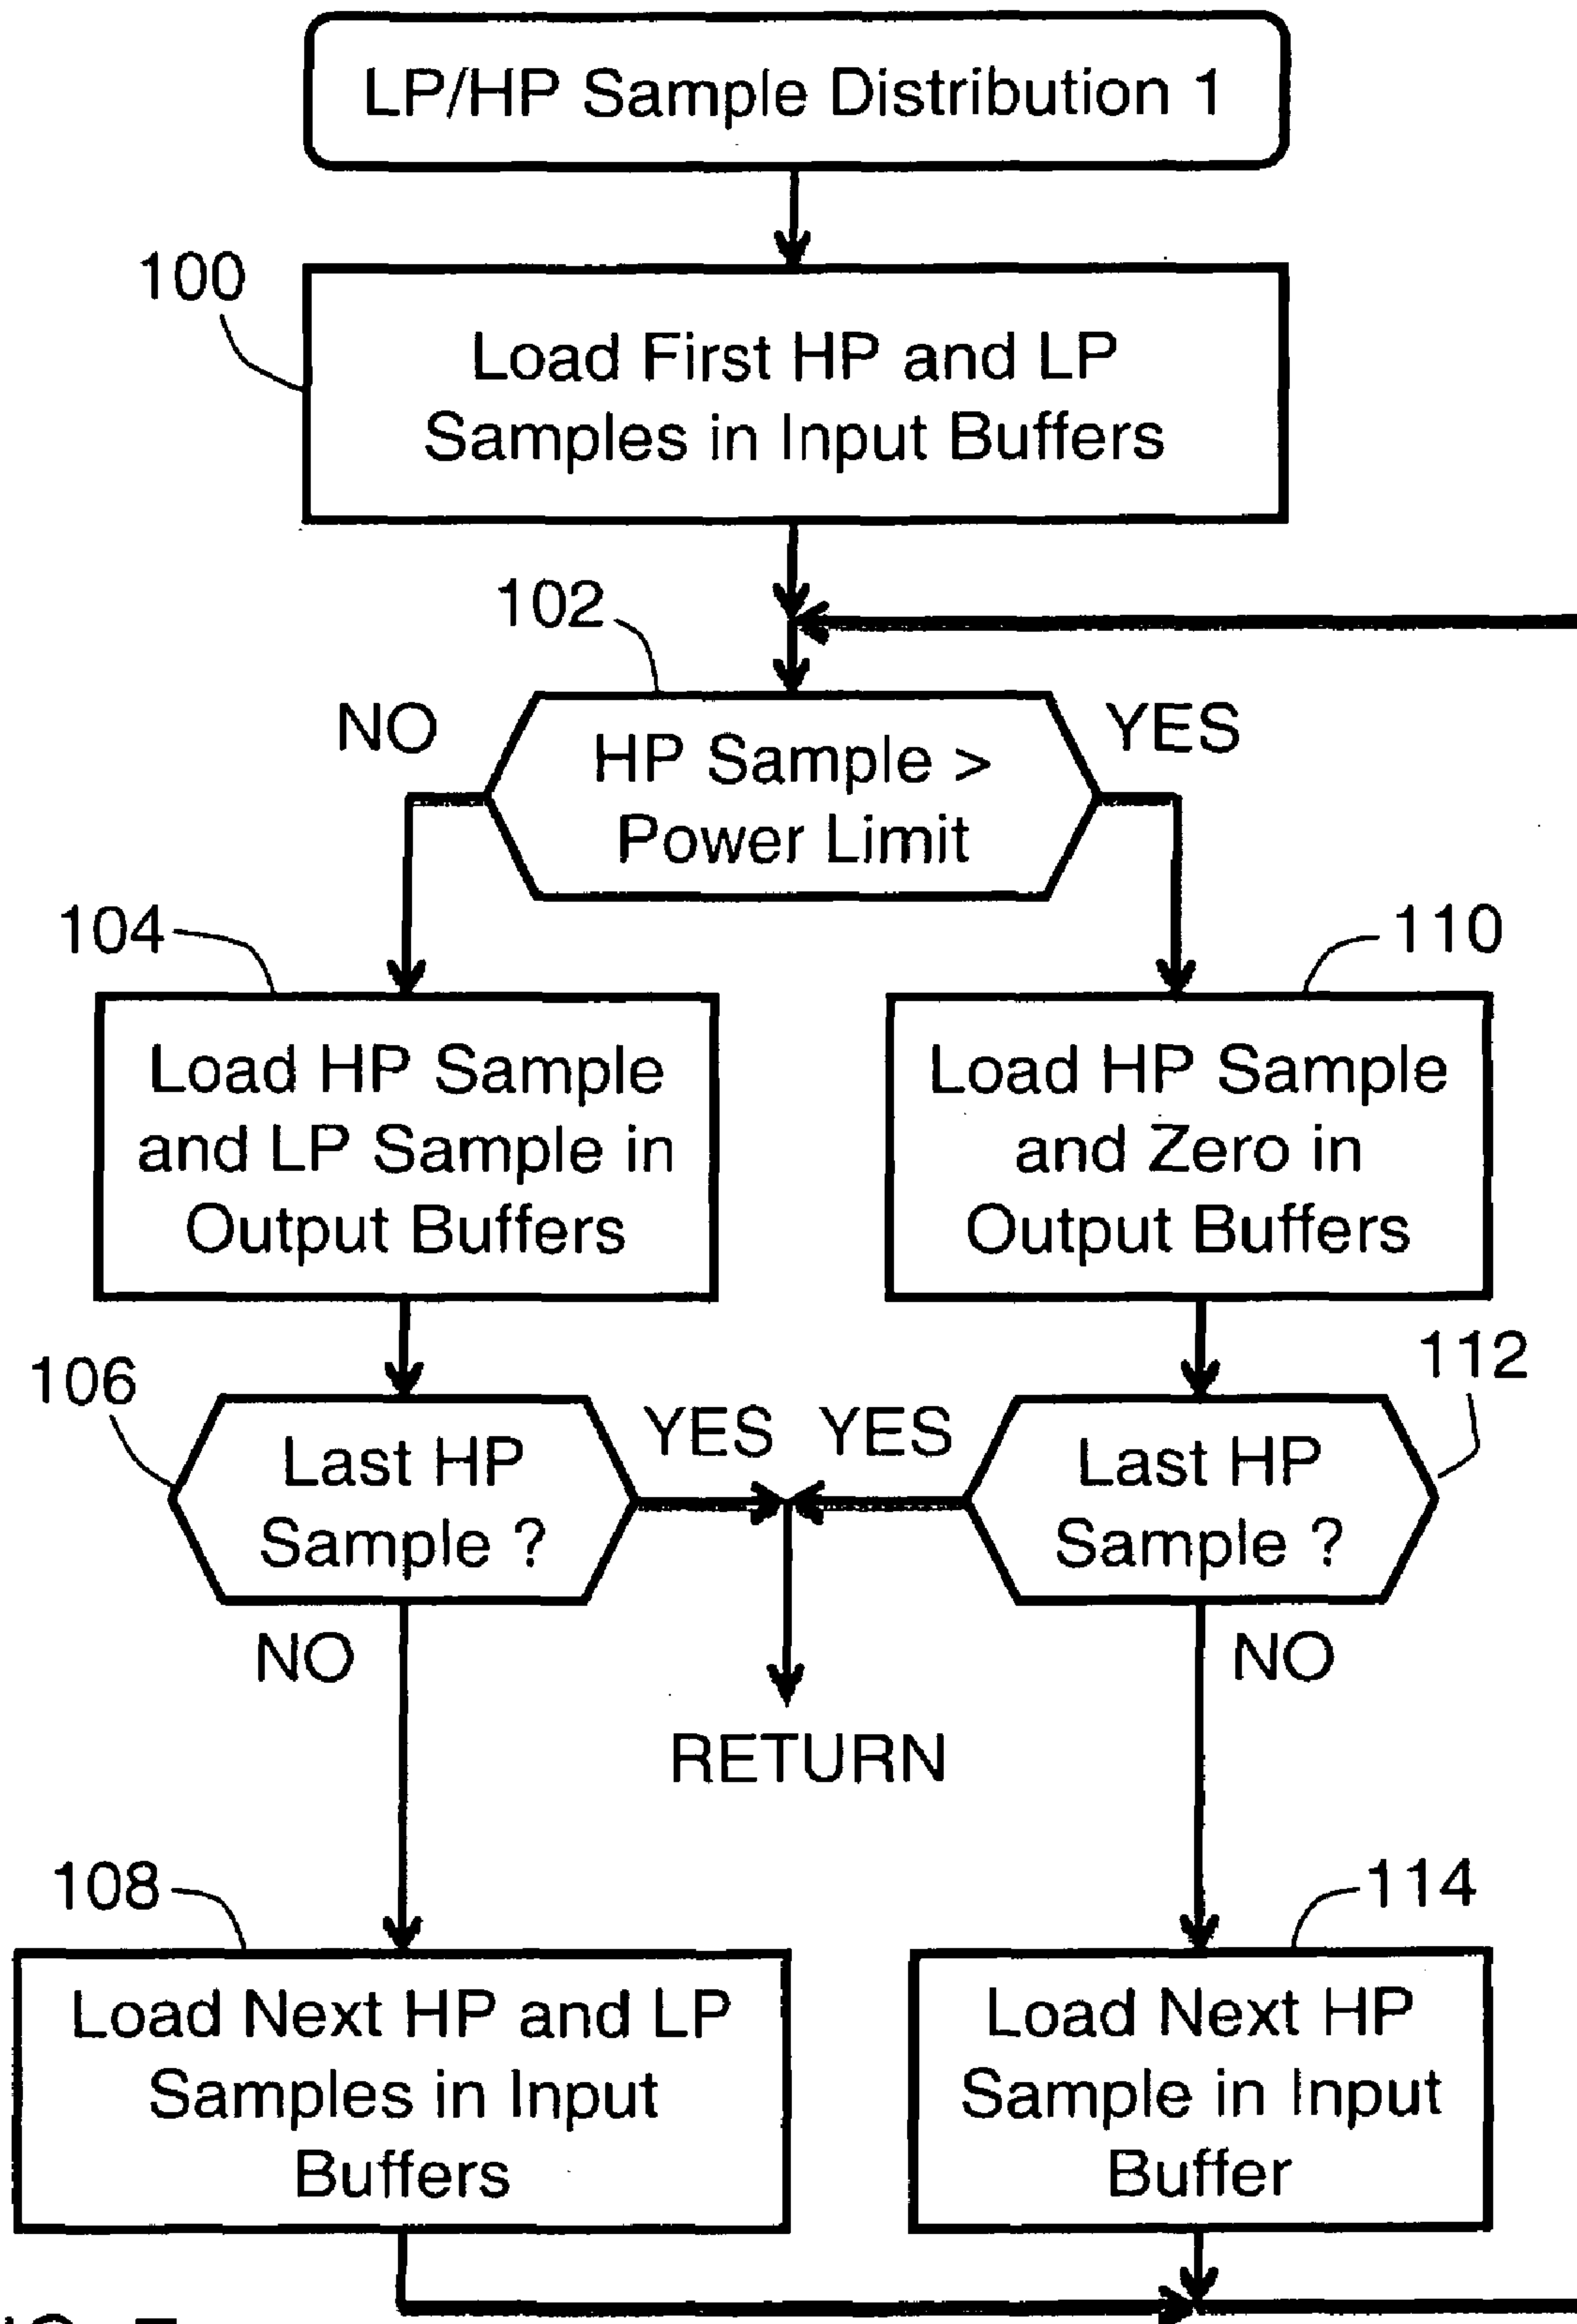 LP/HP Sample Distribution 1
100
Load First HP and LP
Samples in Input Buffers
102
NO
YES
HP Sample >
Power Limit
104
110
Load HP Sample
and LP Sample in
Output Buffers
Load HP Sample
and Zero in
Output Buffers
106
112
YES
YES
Last HP
Sample ?
Last HP
Sample ?
NO
NO
RETURN
108
114
Load Next HP and LP
Samples in Input
Buffers
Load Next HP
Sample in Input
Buffer